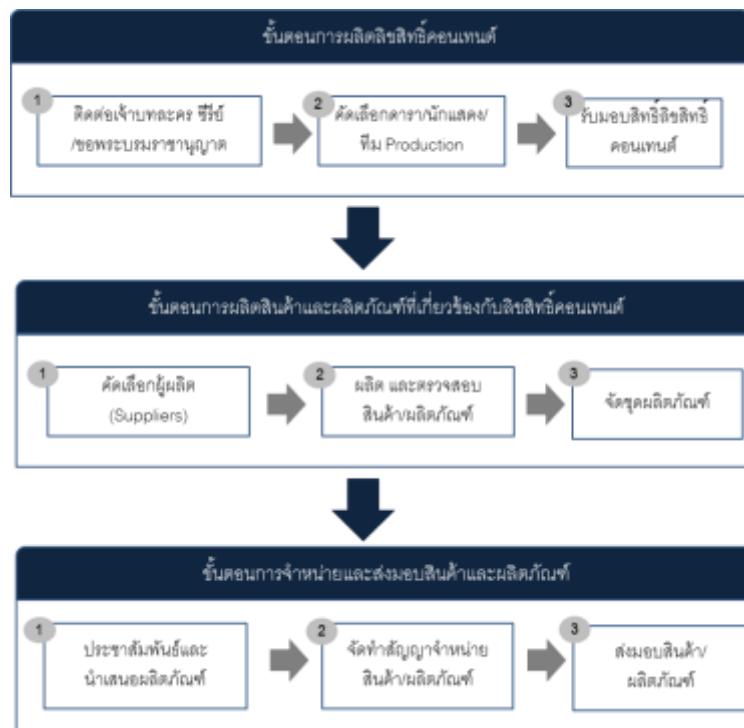 ขั้นตอนการผลิตลิขสิทธิ์คอนเทนต์
1
ติดต่อเจ้าบทละคร ซีรีย์
/ขอพระบรมราชานุญาต
2
คัดเลือกดารา/นักแสดง/
ทีม Production
3
รับมอบสิทธิ์ลิขสิทธิ์
คอนเทนต์
ขั้นตอนการผลิตสินค้าและผลิตภัณฑ์ที่เกี่ยวข้องกับลิขสิทธิ์คอนเทนต์
1
คัดเลือกผู้ผลิต
(Suppliers)
2
ผลิต และตรวจสอบ
สินค้า/ผลิตภัณฑ์
3
จัดชุดผลิตภัณฑ์
ขั้นตอนการจำหน่ายและส่งมอบสินค้าและผลิตภัณฑ์
1
ประชาสัมพันธ์และ
นำเสนอผลิตภัณฑ์
2
จัดทำสัญญาจำหน่าย
สินค้า/ผลิตภัณฑ์
3
ส่งมอบสินค้า/
ผลิตภัณฑ์